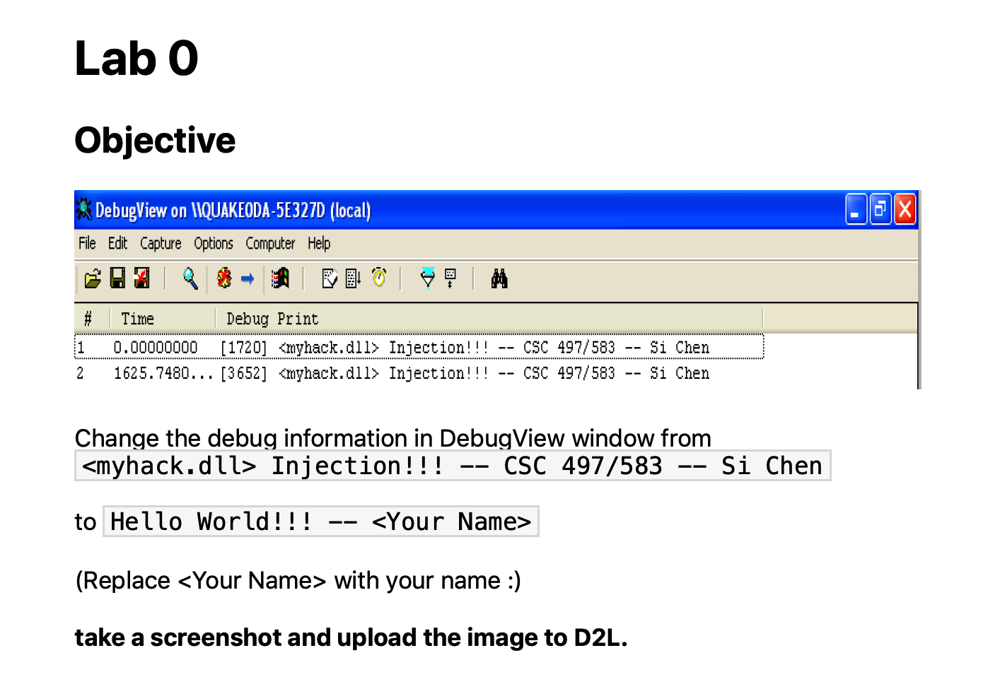 Lab 0
Objective
DebugView on \\QUAKE0DA-5E327D (local)
File Edit Capture Options Computer Help
# Time Debug Print
1 0.00000000 [1720] <myhack.dll> Injection!!! -- CSC 497/583 -- Si Chen
2 1625.7480... [3652] <myhack.dll> Injection!!! -- CSC 497/583 -- Si Chen
Change the debug information in DebugView window from
<myhack.dll> Injection!!! -- CSC 497/583 -- Si Chen
to Hello World!!! -- <Your Name>
(Replace <Your Name> with your name :)
take a screenshot and upload the image to D2L.